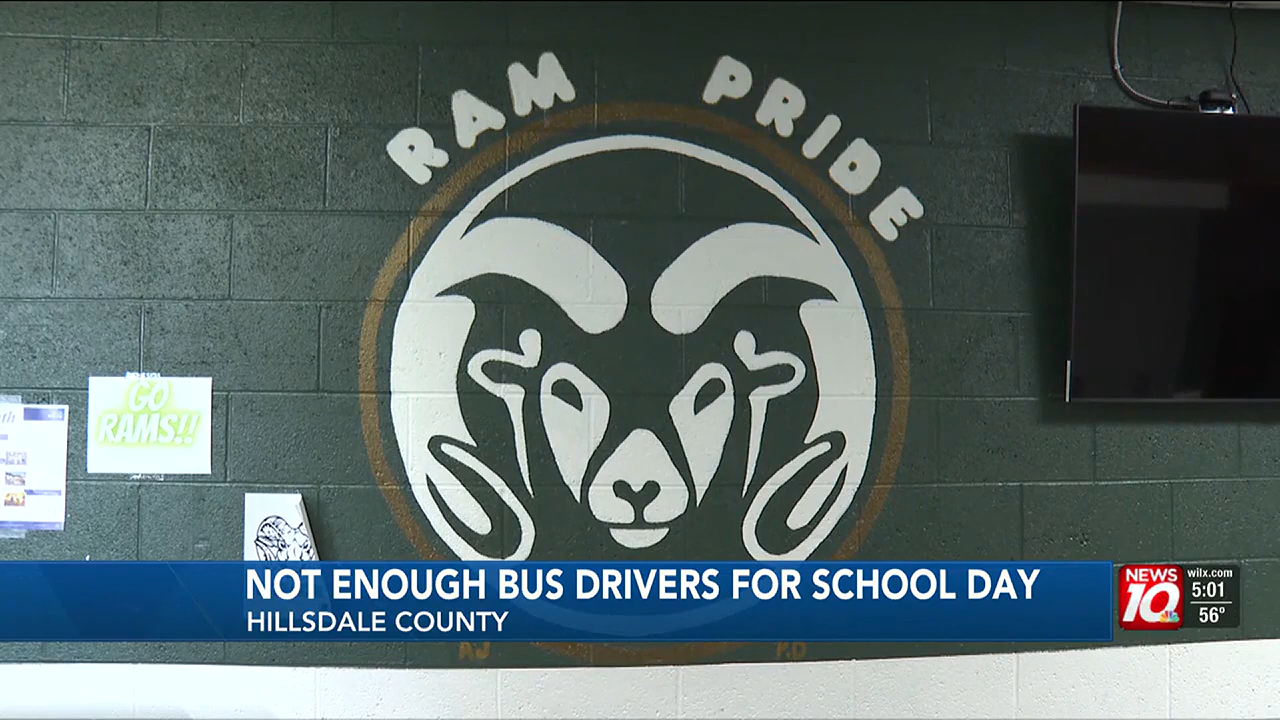 RAM PRIDE
GO
RAMS!!
NOT ENOUGH BUS DRIVERS FOR SCHOOL DAY
HILLSDALE COUNTY
NEWS
10
wilx.com
5:01
56°
AJ
P.D